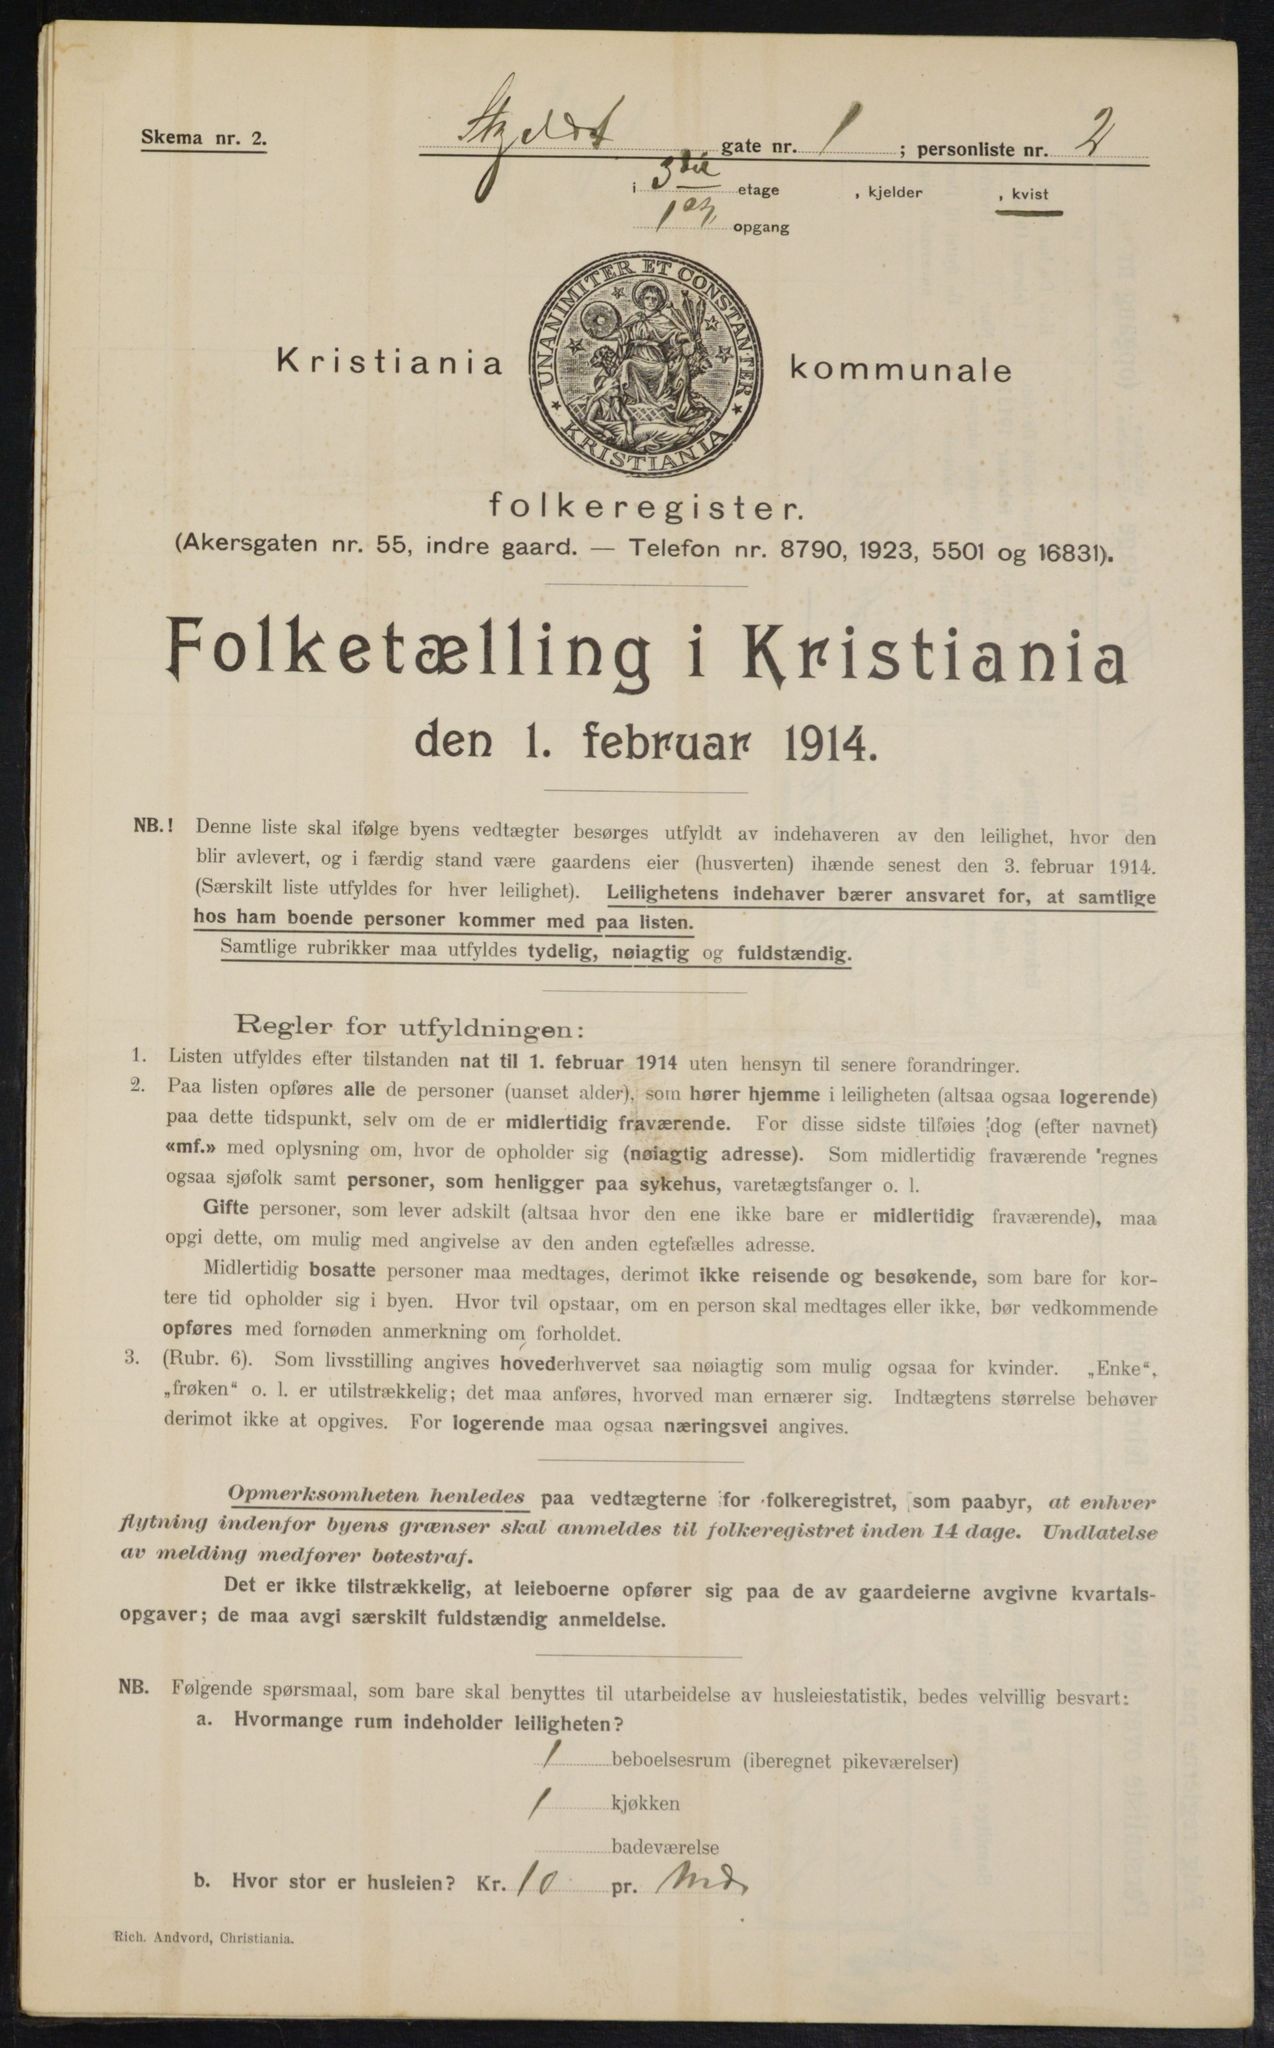 Skema nr. 2.
gate nr. 1 ; personliste nr. 2
i 3die etage , kjelder , kvist
opgang
UNANIMITER ET CONSTANTER
KRISTIANIA
Kristiania kommunale
folkeregister.
(Akersgaten nr. 55, indre gaard. — Telefon nr. 8790, 1923, 5501 og 16831).
Folketælling i Kristiania
den 1. februar 1914.
NB.! Denne liste skal ifølge byens vedtægter besørges utfyldt av indehaveren av den leilighet, hvor den
blir avlevert, og i færdig stand være gaardens eier (husverten) ihænde senest den 3. februar 1914.
(Særskilt liste utfyldes for hver leilighet). Leilighetens indehaver bærer ansvaret for, at samtlige
hos ham boende personer kommer med paa listen.
Samtlige rubrikker maa utfyldes tydelig, nøiagtig og fuldstændig.
Regler for utfyldningen:
1. Listen utfyldes efter tilstanden nat til 1. februar 1914 uten hensyn til senere forandringer.
2. Paa listen opføres alle de personer (uanset alder), som hører hjemme i leiligheten (altsaa ogsaa logerende)
paa dette tidspunkt, selv om de er midlertidig fraværende. For disse sidste tilføies dog (efter navnet)
«mf.» med oplysning om, hvor de opholder sig (nøiagtig adresse). Som midlertidig fraværende regnes
ogsaa sjøfolk samt personer, som henligger paa sykehus, varetægtsfanger o. l.
Gifte personer, som lever adskilt (altsaa hvor den ene ikke bare er midlertidig fraværende), maa
opgi dette, om mulig med angivelse av den anden egtefælles adresse.
Midlertidig bosatte personer maa medtages, derimot ikke reisende og besøkende, som bare for kor-
tere tid opholder sig i byen. Hvor tvil opstaar, om en person skal medtages eller ikke, bør vedkommende
opføres med fornøden anmerkning om forholdet.
3. (Rubr. 6). Som livsstilling angives hovederhvervet saa nøiagtig som mulig ogsaa for kvinder. „Enke“,
„frøken“ o. l. er utilstrækkelig; det maa anføres, hvorved man ernærer sig. Indtægtens størrelse behøver
derimot ikke at opgives. For logerende maa ogsaa næringsvei angives.
Opmerksomheten henledes paa vedtægterne for folkeregistret, som paabyr, at enhver
flytning indenfor byens grænser skal anmeldes til folkeregistret inden 14 dage. Undlatelse
av melding medfører bøtestraf.
Det er ikke tilstrækkelig, at leieboerne opfører sig paa de av gaardeierne avgivne kvartals-
opgaver; de maa avgi særskilt fuldstændig anmeldelse.
NB. Følgende spørsmaal, som bare skal benyttes til utarbeidelse av husleiestatistik, bedes velvillig besvart:
a. Hvormange rum indeholder leiligheten?
1 beboelsesrum (iberegnet pikeværelser)
1 kjøkken
badeværelse
b. Hvor stor er husleien? Kr. 10 pr. Md.
Rich. Andvord, Christiania.